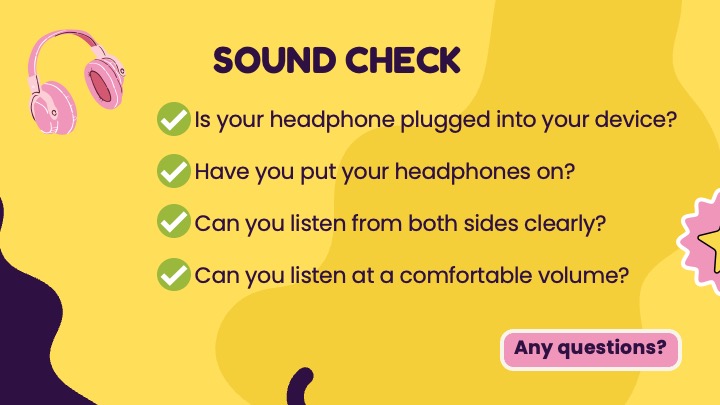 SOUND CHECK
Is your headphone plugged into your device?
Have you put your headphones on?
Can you listen from both sides clearly?
Can you listen at a comfortable volume?
Any questions?